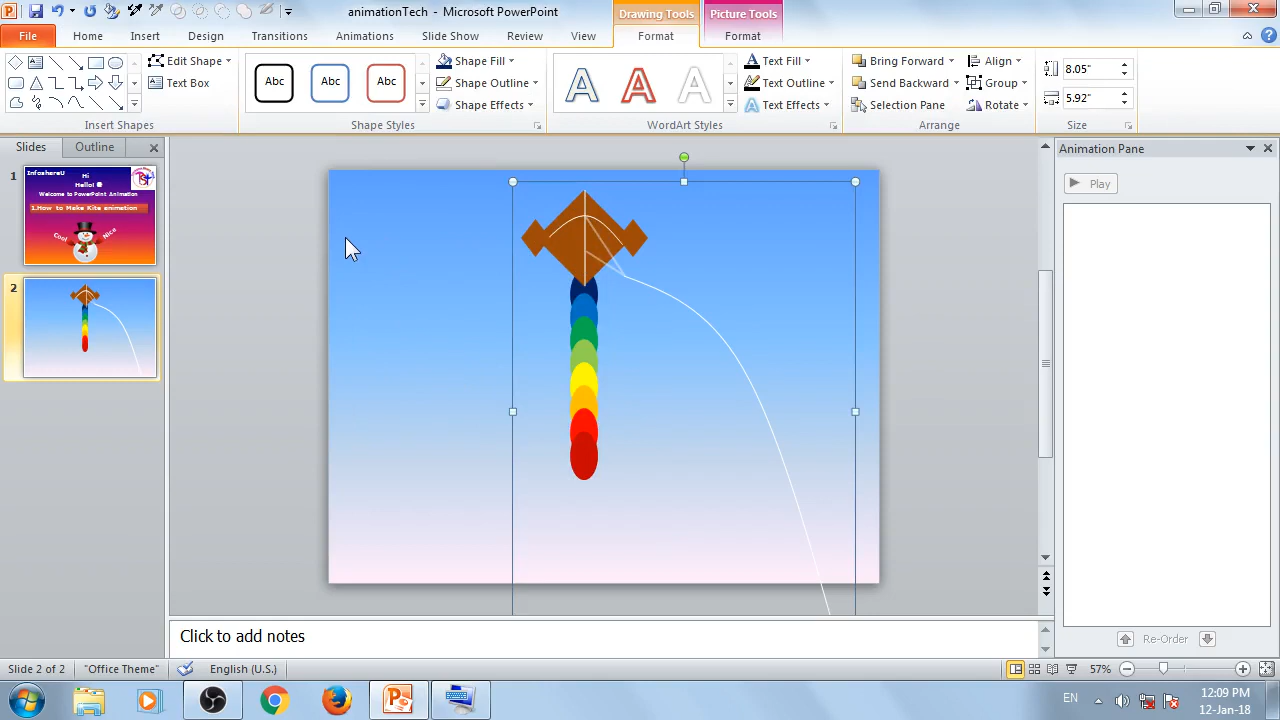 animationTech - Microsoft PowerPoint
Drawing Tools
Picture Tools
File
Home
Insert
Design
Transitions
Animations
Slide Show
Review
View
Format
Format
Edit Shape
Text Box
Insert Shapes
Abc
Abc
Abc
Shape Fill
Shape Outline
Shape Effects
Shape Styles
A
A
A
Text Fill
Text Outline
Text Effects
WordArt Styles
Bring Forward
Send Backward
Selection Pane
Align
Group
Rotate
Arrange
8.05"
5.92"
Size
Slides
Outline
1
InfoshereU
Hi
Hello!
Welcome to PowerPoint Animation
1.How to Make Kite animation
Cool
Nice
2
Animation Pane
Play
Re-Order
Click to add notes
Slide 2 of 2
"Office Theme"
English (U.S.)
57%
EN
12:09 PM
12-Jan-18